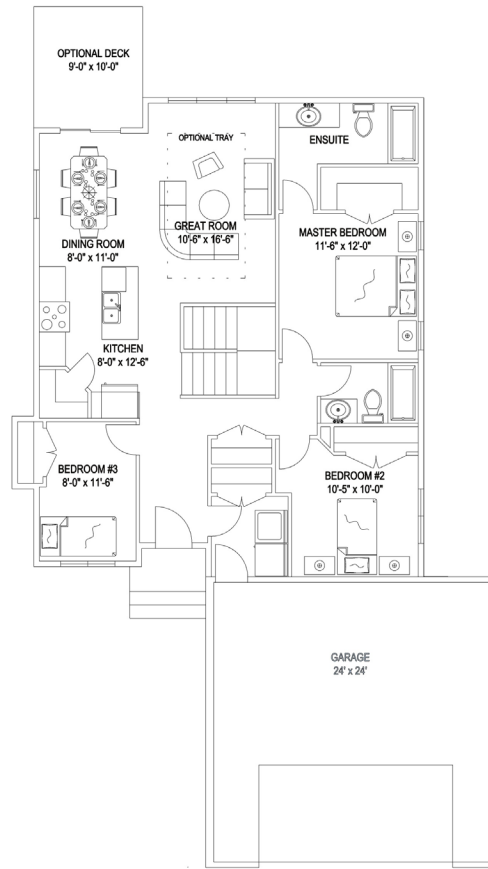 OPTIONAL DECK
9'-0" x 10'-0"
OPTIONAL TRAY
ENSUITE
GREAT ROOM
10'-6" x 16'-6"
MASTER BEDROOM
11'-6" x 12'-0"
DINING ROOM
8'-0" x 11'-0"
KITCHEN
8'-0" x 12'-6"
BEDROOM #3
8'-0" x 11'-6"
BEDROOM #2
10'-5" x 10'-0"
GARAGE
24' x 24'